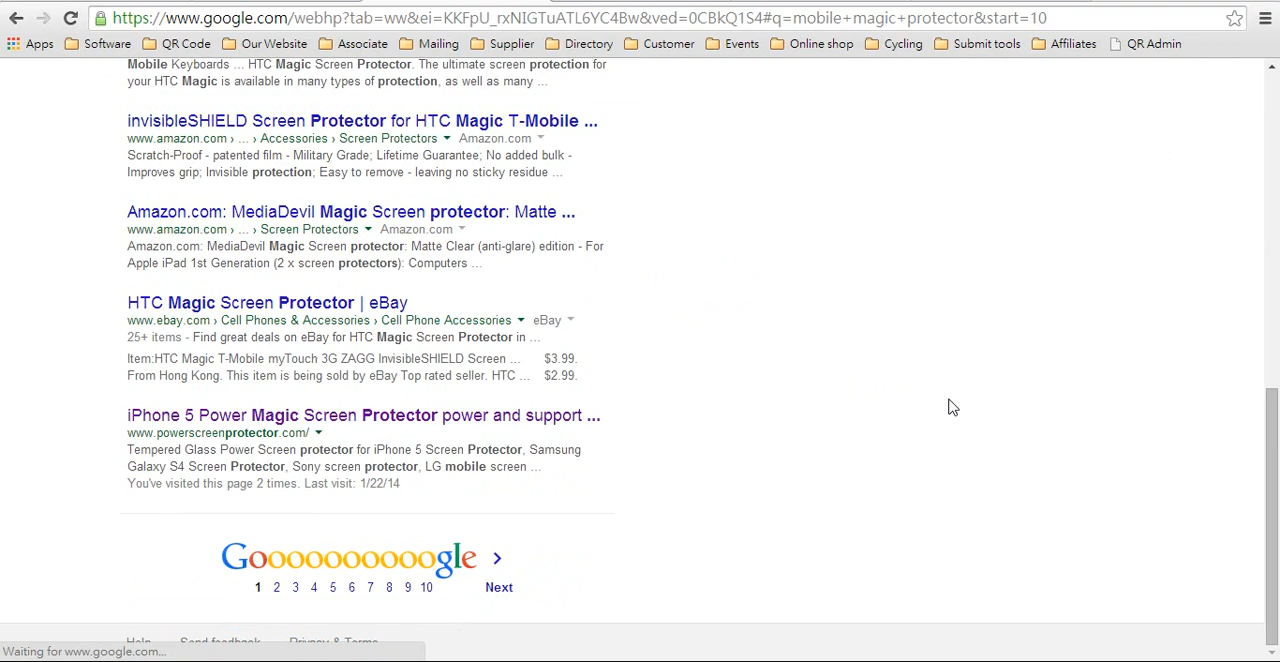 https://www.google.com/webhp?tab=ww&ei=KKFpU_rxNIGTuATL6YC4Bw&ved=0CBkQ1S4#q=mobile+magic+protector&start=10
Apps Software QR Code Our Website Associate Mailing Supplier Directory Customer Events Online shop Cycling Submit tools Affiliates QR Admin
Mobile Keyboards ... HTC Magic Screen Protector. The ultimate screen protection for
your HTC Magic is available in many types of protection, as well as many ...
invisibleSHIELD Screen Protector for HTC Magic T-Mobile ...
www.amazon.com › ... › Accessories › Screen Protectors Amazon.com
Scratch-Proof - patented film - Military Grade; Lifetime Guarantee; No added bulk -
Improves grip; Invisible protection; Easy to remove - leaving no sticky residue ...
Amazon.com: MediaDevil Magic Screen protector: Matte ...
www.amazon.com › ... › Screen Protectors Amazon.com
Amazon.com: MediaDevil Magic Screen protector: Matte Clear (anti-glare) edition - For
Apple iPad 1st Generation (2 x screen protectors): Computers ...
HTC Magic Screen Protector | eBay
www.ebay.com › Cell Phones & Accessories › Cell Phone Accessories eBay
25+ items - Find great deals on eBay for HTC Magic Screen Protector in ...
Item:HTC Magic T-Mobile myTouch 3G ZAGG InvisibleSHIELD Screen ... $3.99.
From Hong Kong. This item is being sold by eBay Top rated seller. HTC ... $2.99.
iPhone 5 Power Magic Screen Protector power and support ...
www.powerscreenprotector.com/
Tempered Glass Power Screen protector for iPhone 5 Screen Protector, Samsung
Galaxy S4 Screen Protector, Sony screen protector, LG mobile screen ...
You've visited this page 2 times. Last visit: 1/22/14
Goooooooooogle >
1 2 3 4 5 6 7 8 9 10 Next
Help Send feedback Privacy & Terms
Waiting for www.google.com...